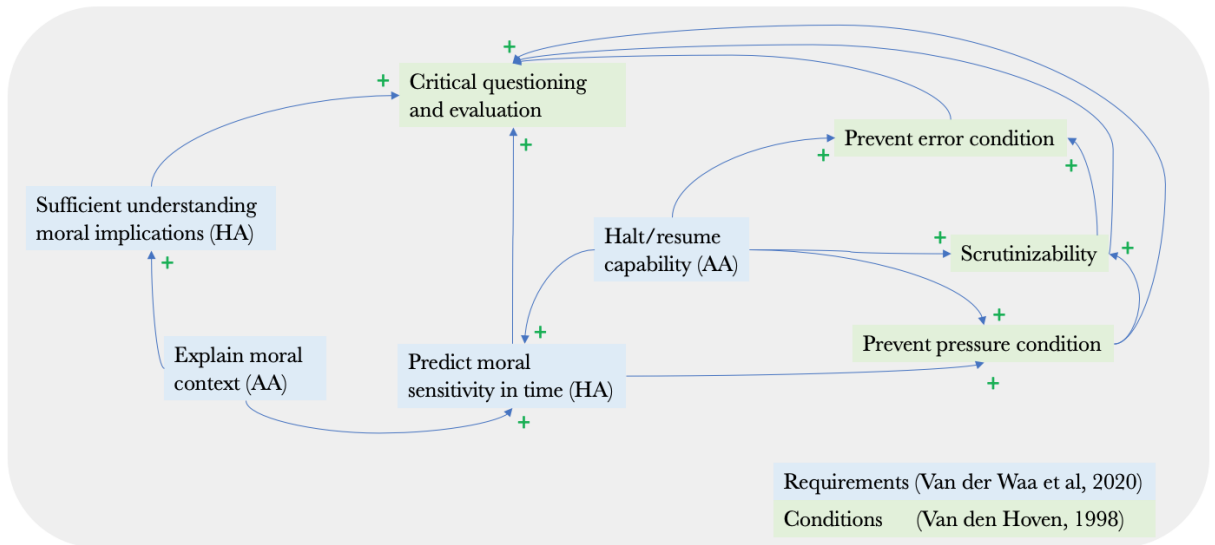 +
+
Critical questioning
and evaluation
+
Prevent error condition
+
+
Sufficient understanding
moral implications (HA)
+
Halt/resume
capability (AA)
+
Scrutinizability
+
+
Prevent pressure condition
+
Explain moral
context (AA)
+
Predict moral
sensitivity in time (HA)
+
Requirements (Van der Waa et al, 2020)
Conditions (Van den Hoven, 1998)